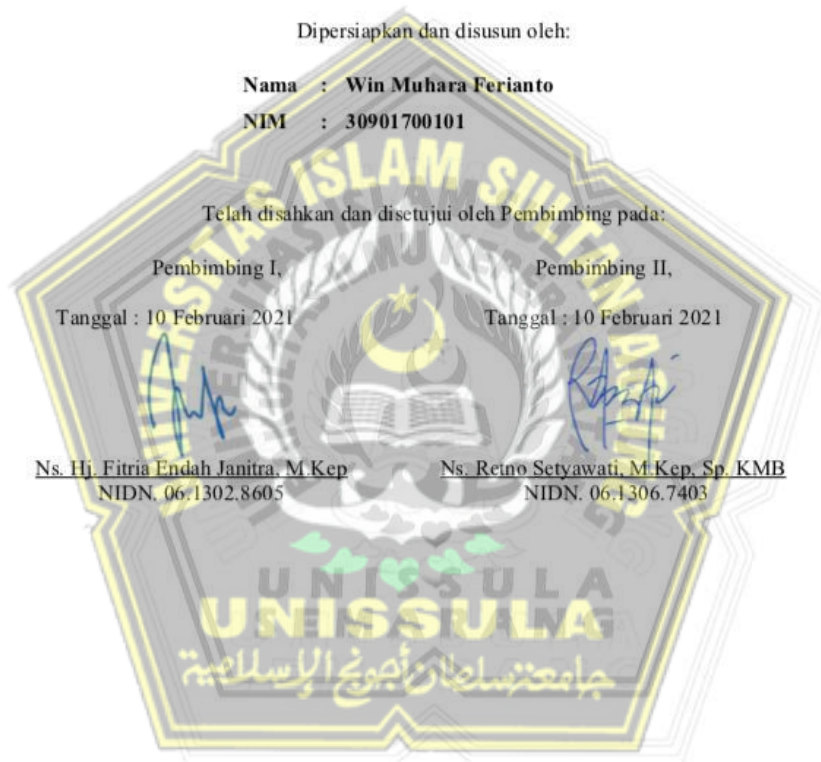 Dipersiapkan dan disusun oleh:
Nama : Win Muhara Ferianto
NIM : 30901700101
Telah disahkan dan disetujui oleh Pembimbing pada:
Pembimbing I, Pembimbing II,
Tanggal : 10 Februari 2021 Tanggal : 10 Februari 2021
Ns. Hj. Fitria Endah Janitra, M.Kep Ns. Retno Setyawati, M.Kep, Sp. KMB
NIDN. 06.1302.8605 NIDN. 06.1306.7403
UNIVERSITAS ISLAM SULTAN AGUNG
UNISSULA
SEMARANG
UNISSULA
جامعة سلطان أجونج الإسلامية